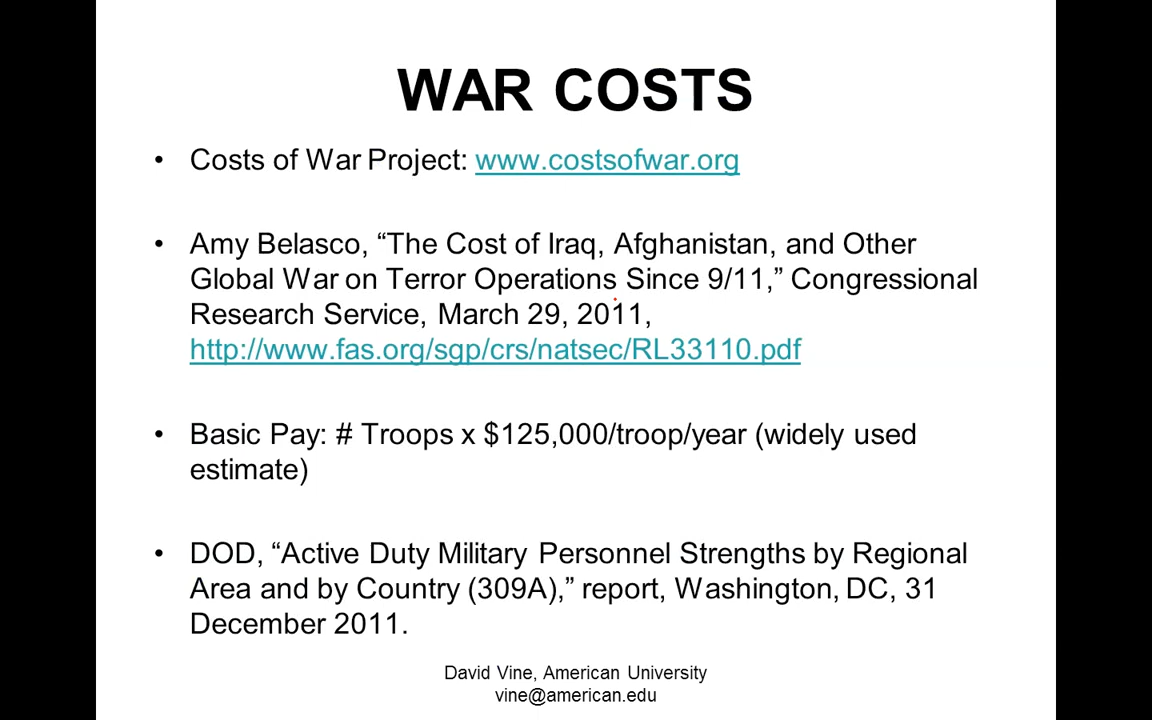 WAR COSTS
• Costs of War Project: www.costsofwar.org
• Amy Belasco, “The Cost of Iraq, Afghanistan, and Other
Global War on Terror Operations Since 9/11,” Congressional
Research Service, March 29, 2011,
http://www.fas.org/sgp/crs/natsec/RL33110.pdf
• Basic Pay: # Troops x $125,000/troop/year (widely used
estimate)
• DOD, “Active Duty Military Personnel Strengths by Regional
Area and by Country (309A),” report, Washington, DC, 31
December 2011.
David Vine, American University
vine@american.edu